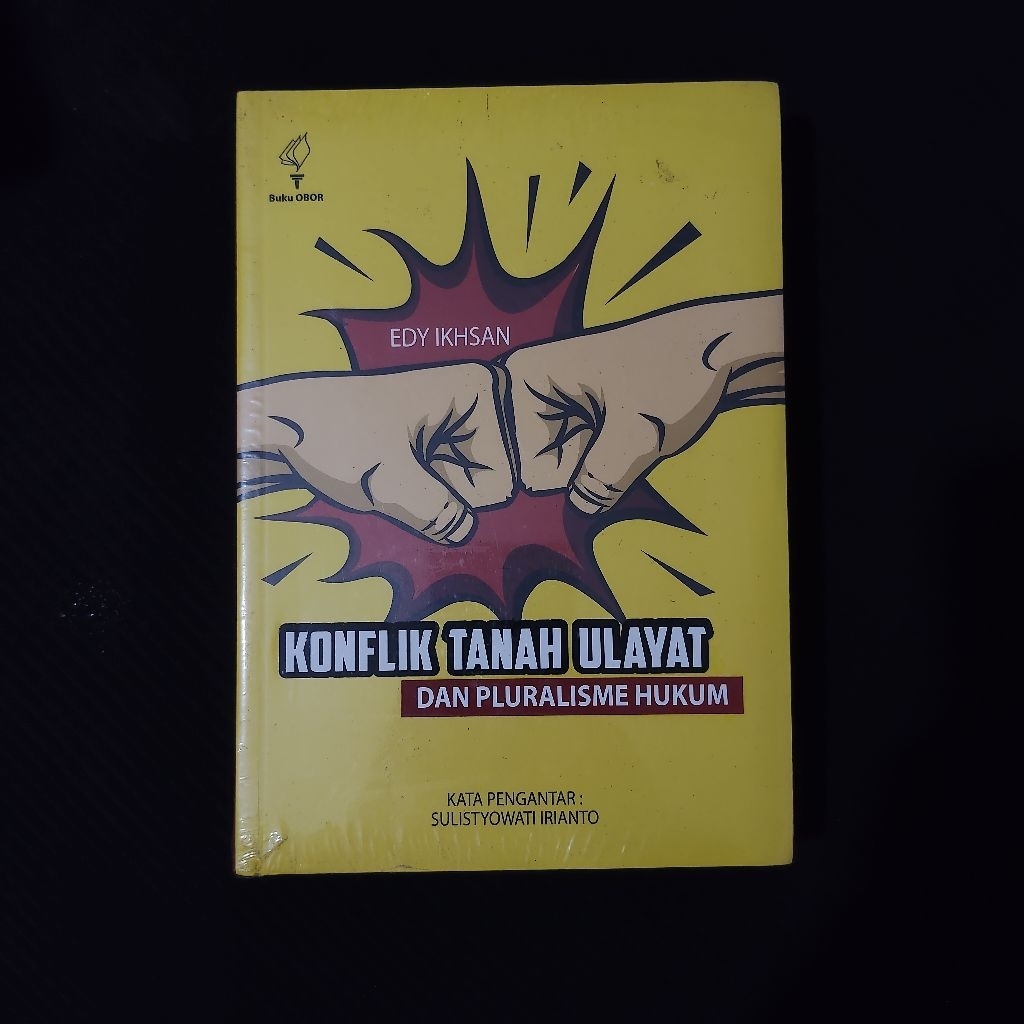 Buku OBOR
EDY IKHSAN
KONFLIK TANAH ULAYAT
DAN PLURALISME HUKUM
KATA PENGANTAR :
SULISTYOWATI IRIANTO